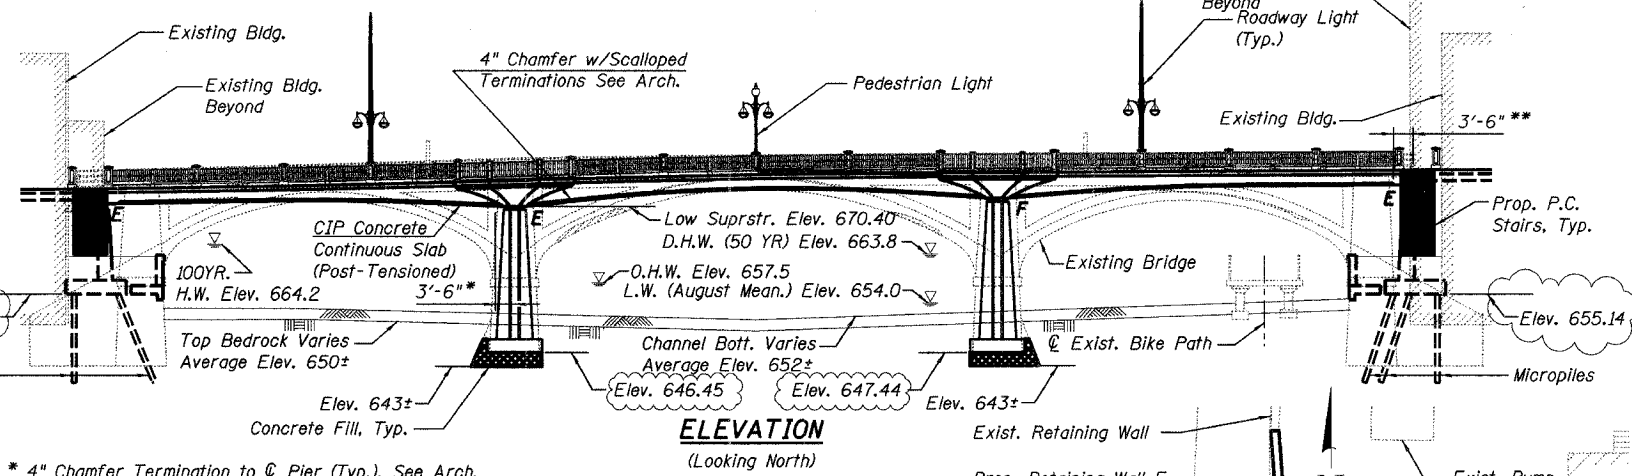 Existing Bldg.
Existing Bldg.
Beyond
4" Chamfer w/Scalloped
Terminations See Arch.
Pedestrian Light
Beyond
Roadway Light
(Typ.)
Existing Bldg.
3'-6" **
E
E
F
E
CIP Concrete
Continuous Slab
(Post-Tensioned)
3'-6"*
Low Suprstr. Elev. 670.40
D.H.W. (50 YR) Elev. 663.8
O.H.W. Elev. 657.5
L.W. (August Mean.) Elev. 654.0
Existing Bridge
Prop. P.C.
Stairs, Typ.
100YR.
H.W. Elev. 664.2
Top Bedrock Varies
Average Elev. 650±
Channel Bott. Varies
Average Elev. 652±
℄ Exist. Bike Path
Elev. 655.14
Micropiles
Elev. 643±
Concrete Fill, Typ.
Elev. 646.45
Elev. 647.44
Elev. 643±
ELEVATION
(Looking North)
Exist. Retaining Wall
* 4" Chamfer Termination to ℄ Pier (Typ.). See Arch.
Prop. Retaining Wall
Exist.